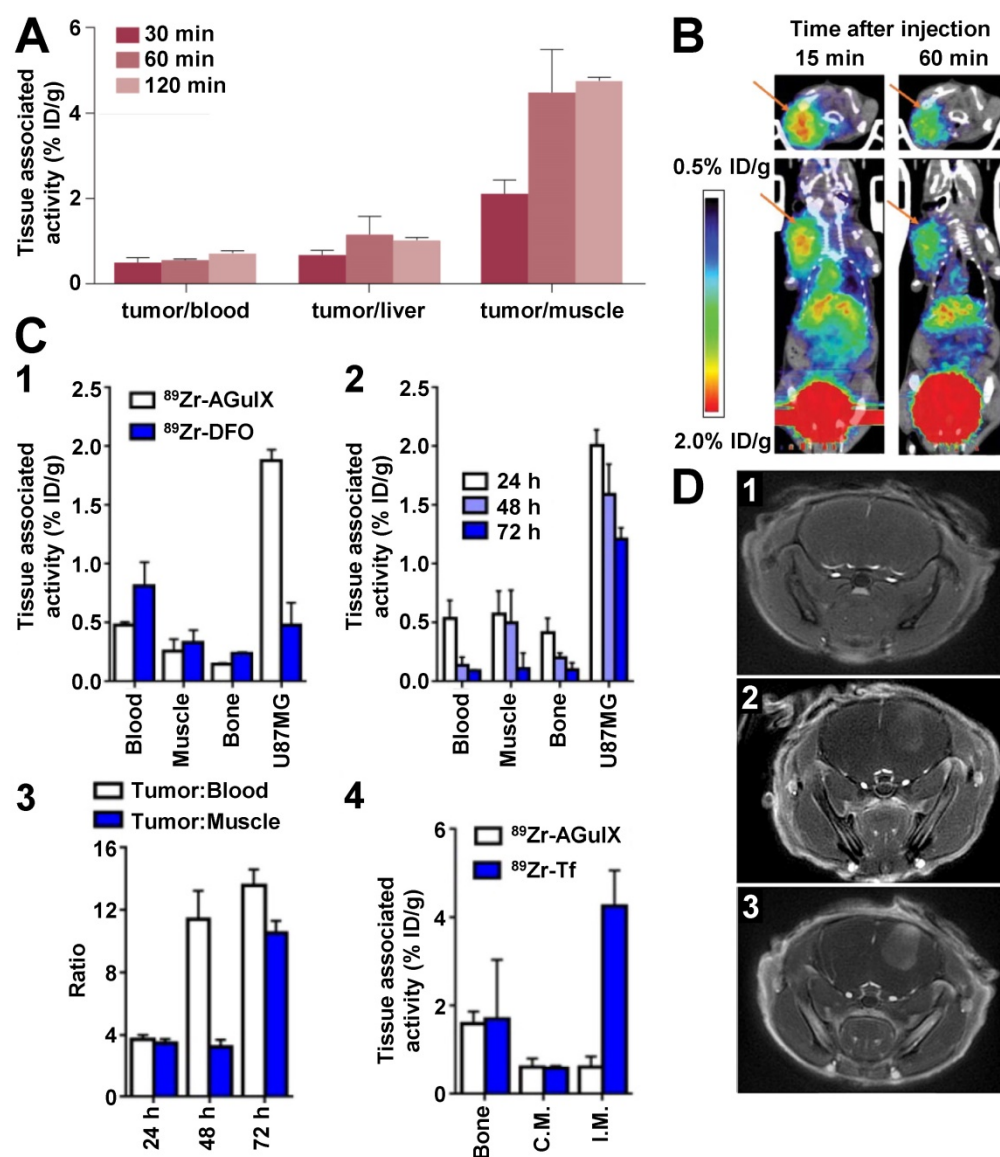 A
Tissue associated
activity (% ID/g)
6
4
2
0
30 min
60 min
120 min
tumor/blood
tumor/liver
tumor/muscle
B
Time after injection
15 min
60 min
0.5% ID/g
2.0% ID/g
C
1
Tissue associated
activity (% ID/g)
2.5
2.0
1.5
1.0
0.5
0.0
⁸⁹Zr-AGuIX
⁸⁹Zr-DFO
Blood
Muscle
Bone
U87MG
2
Tissue associated
activity (% ID/g)
2.5
2.0
1.5
1.0
0.5
0.0
24 h
48 h
72 h
Blood
Muscle
Bone
U87MG
3
Tumor:Blood
Tumor:Muscle
Ratio
16
12
8
4
0
24 h
48 h
72 h
4
Tissue associated
activity (% ID/g)
6
4
2
0
⁸⁹Zr-AGuIX
⁸⁹Zr-Tf
Bone
C.M.
I.M.
D
1
2
3